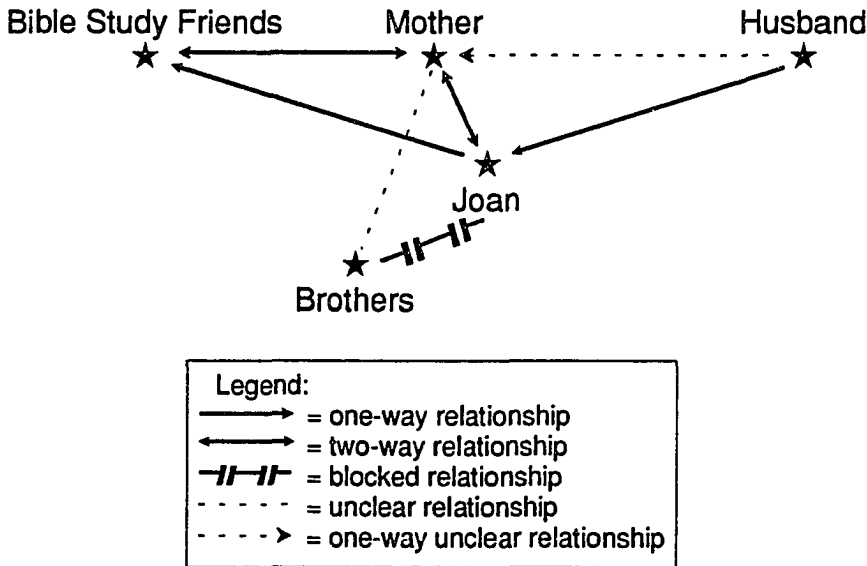 Bible Study Friends Mother Husband
Joan
Brothers
Legend:
= one-way relationship
= two-way relationship
= blocked relationship
= unclear relationship
= one-way unclear relationship